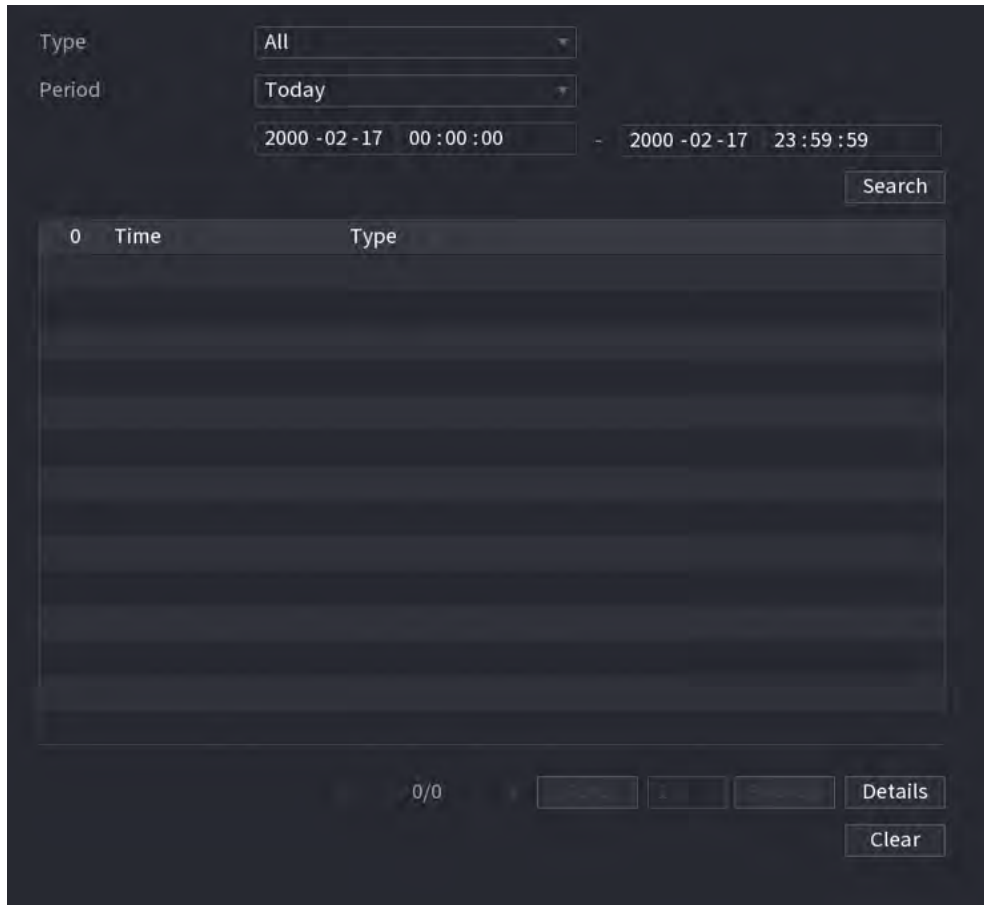 Type All
Period Today
2000 -02 -17 00 : 00 : 00 - 2000 -02 -17 23 : 59 : 59
Search
0 Time Type
0/0 Details
Clear